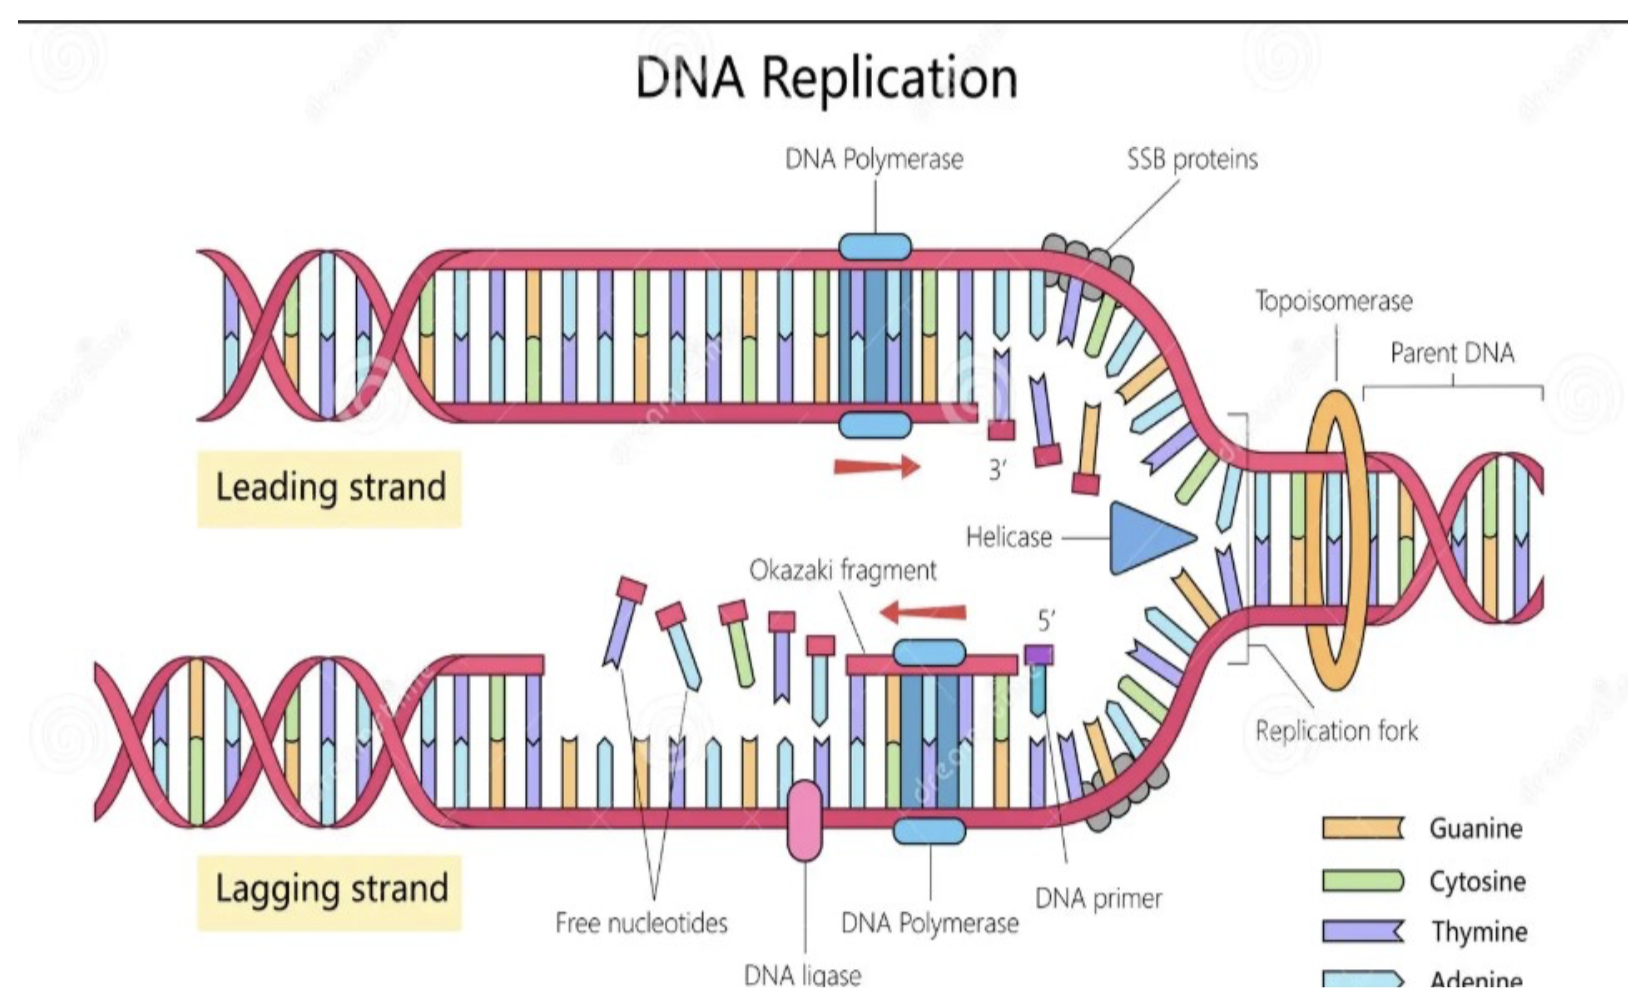 DNA Replication
DNA Polymerase
SSB proteins
Topoisomerase
Parent DNA
Leading strand
3′
Helicase
Okazaki fragment
5′
Replication fork
Lagging strand
Free nucleotides
DNA ligase
DNA Polymerase
DNA primer
Guanine
Cytosine
Thymine
Adenine